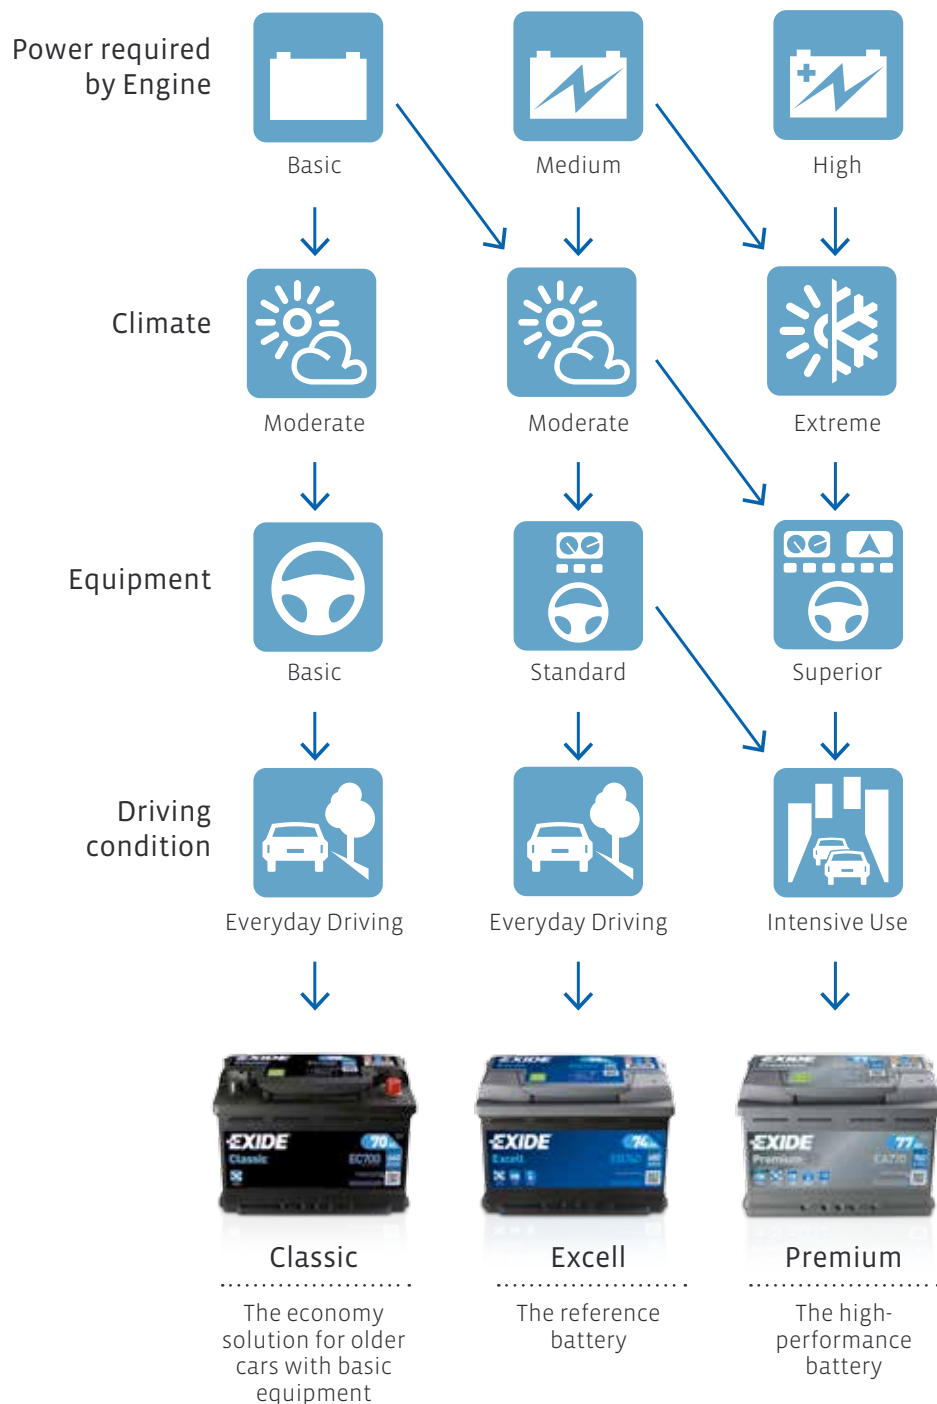 Power required
by Engine
Basic
Medium
High
Climate
Moderate
Moderate
Extreme
Equipment
Basic
Standard
Superior
Driving
condition
Everyday Driving
Everyday Driving
Intensive Use
EXIDE
Classic
70
EC700
EXIDE
Excell
74
EXIDE
Premium
77
EA770
Classic
Excell
Premium
The economy
solution for older
cars with basic
equipment
The reference
battery
The high-
performance
battery